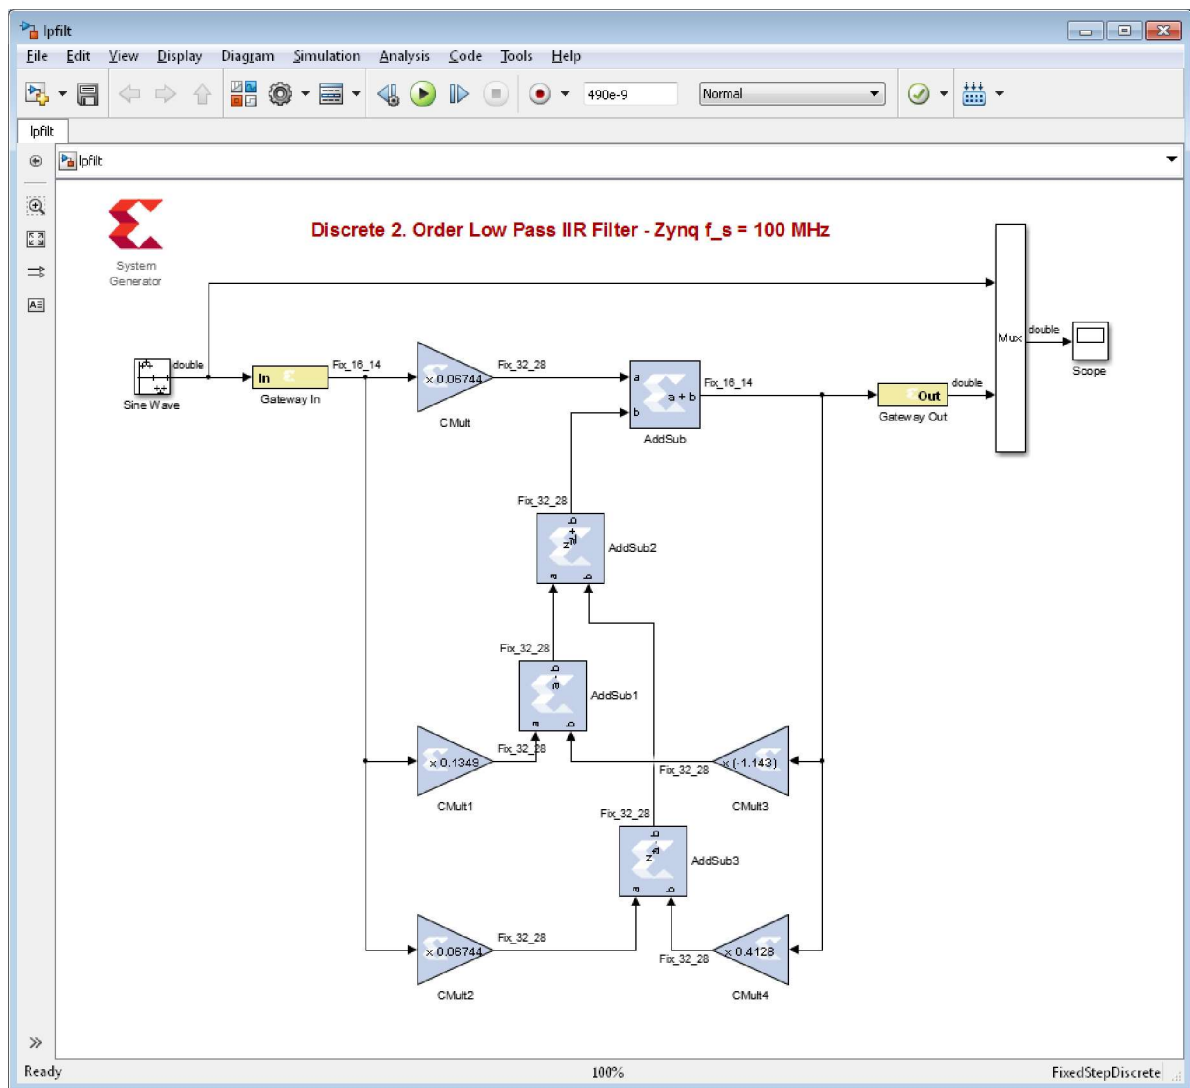 lpfilt
File Edit View Display Diagram Simulation Analysis Code Tools Help
490e-9 Normal
lpfilt
lpfilt
Discrete 2. Order Low Pass IIR Filter - Zynq f_s = 100 MHz
System
Generator
double
Sine Wave
In
Gateway In
Fix_16_14
x 0.06744
CMult
Fix_32_28
a
b
a + b
AddSub
Fix_16_14
Out
Gateway Out
double
Mux
double
Scope
Fix_32_28
a b
AddSub2
Fix_32_28
a - b
a b
AddSub1
x 0.1349
CMult1
Fix_32_28
Fix_32_28
x (-1.143)
CMult3
Fix_32_28
a b
AddSub3
x 0.06744
CMult2
Fix_32_28
Fix_32_28
x 0.4128
CMult4
Ready 100% FixedStepDiscrete